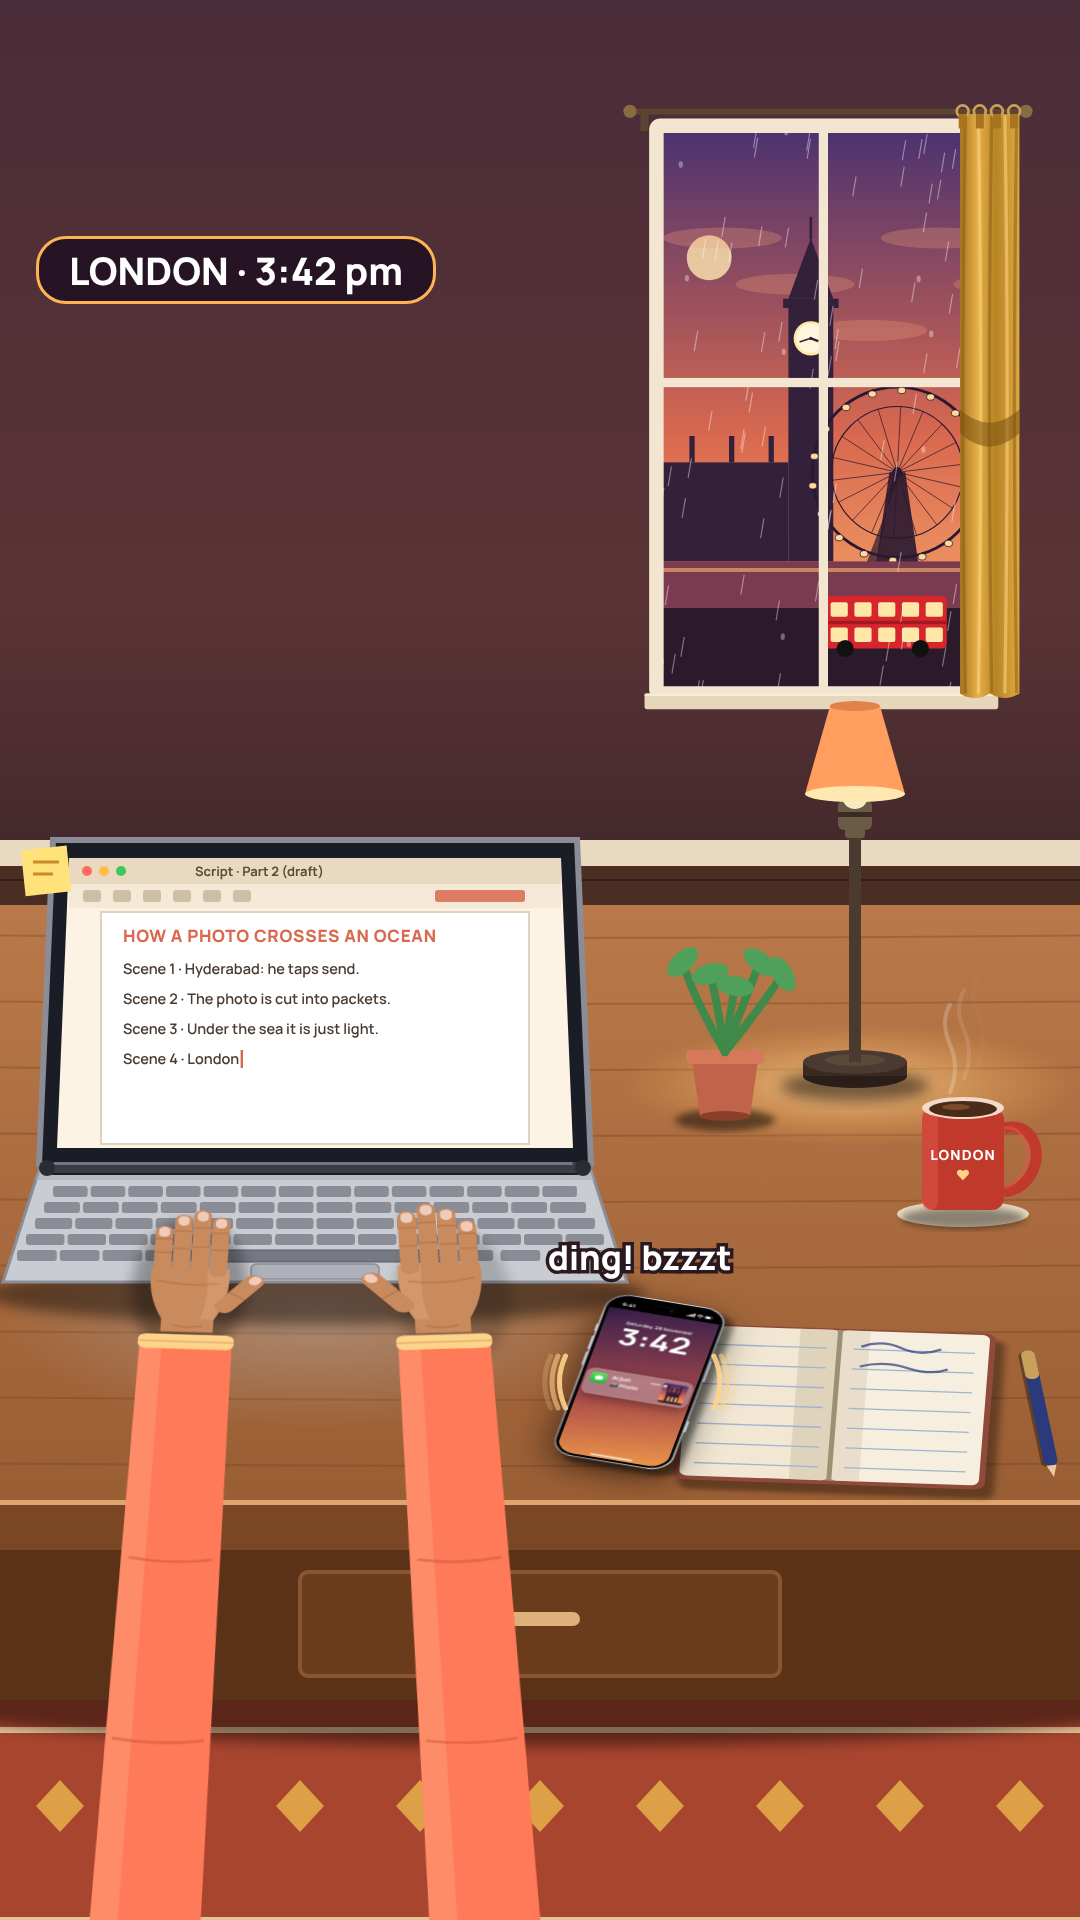 LONDON · 3:42 pm
Script · Part 2 (draft)
HOW A PHOTO CROSSES AN OCEAN
Scene 1 · Hyderabad: he taps send.
Scene 2 · The photo is cut into packets.
Scene 3 · Under the sea it is just light.
Scene 4 · London
LONDON
ding! bzzzt
3:42
Arjun
Photo